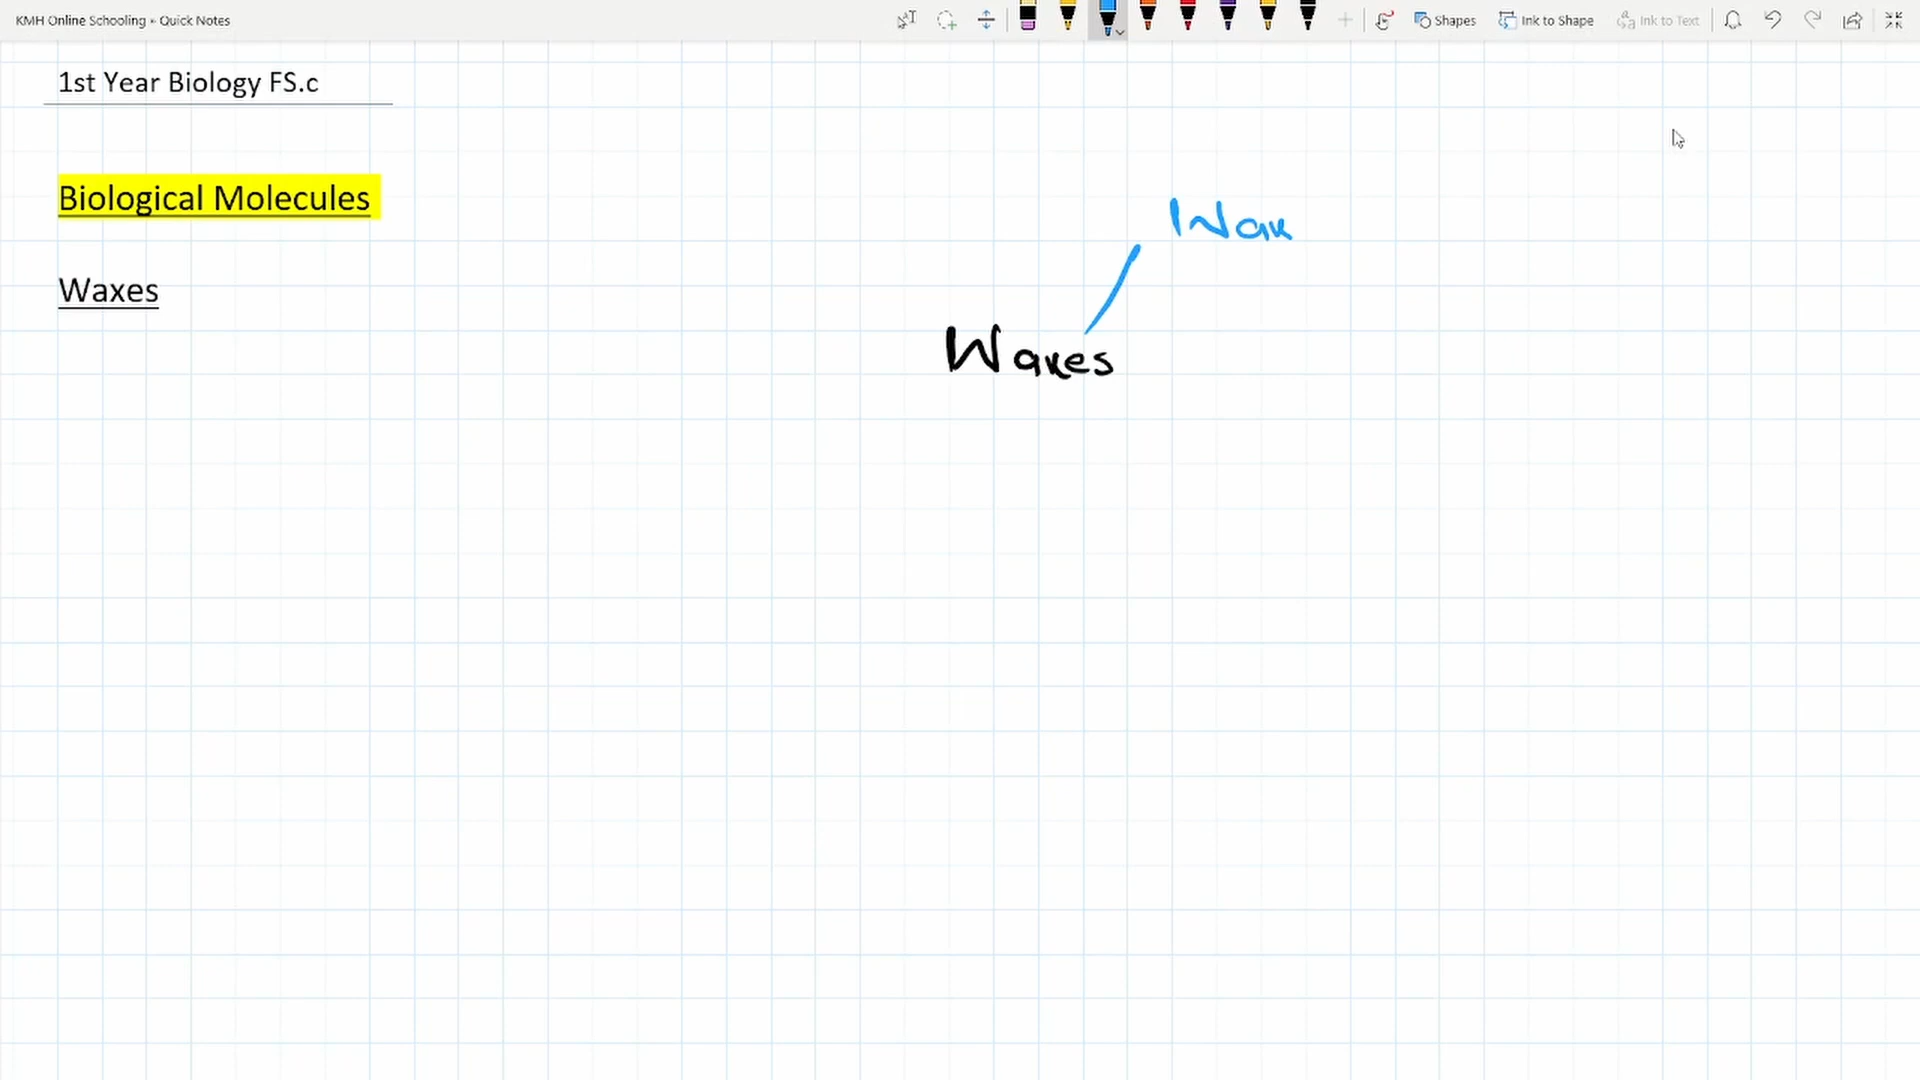 KMH Online Schooling » Quick Notes
Shapes
Ink to Shape
Ink to Text
1st Year Biology FS.c
Biological Molecules
Wax
Waxes
Waxes